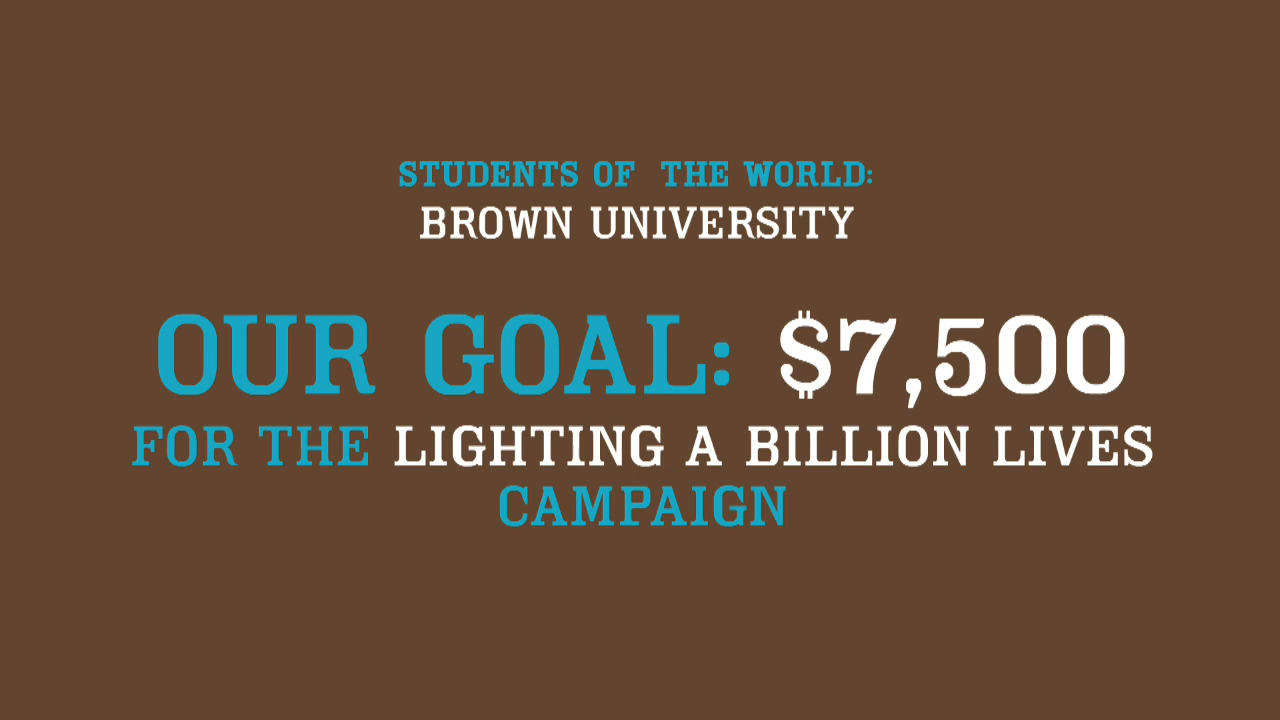 STUDENTS OF THE WORLD:
BROWN UNIVERSITY
OUR GOAL: $7,500
FOR THE LIGHTING A BILLION LIVES
CAMPAIGN